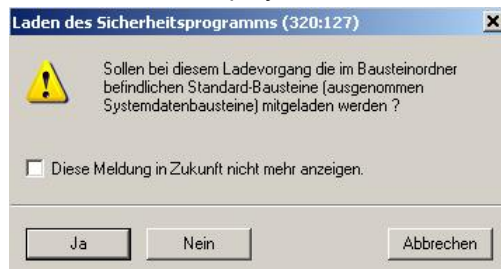 Laden des Sicherheitsprogramms (320:127)
Sollen bei diesem Ladevorgang die im Bausteinordner
befindlichen Standard-Bausteine (ausgenommen
Systemdatenbausteine) mitgeladen werden ?
Diese Meldung in Zukunft nicht mehr anzeigen.
Ja Nein Abbrechen